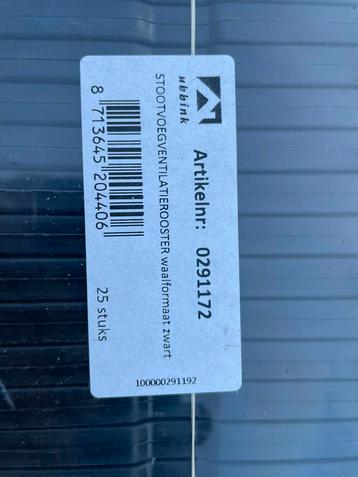 ubbink
Artikelnr: 0291172
STOOTVOEGVENTILATIEROOSTER waalformaat zwart
8 713645 204406
25 stuks
100000291192